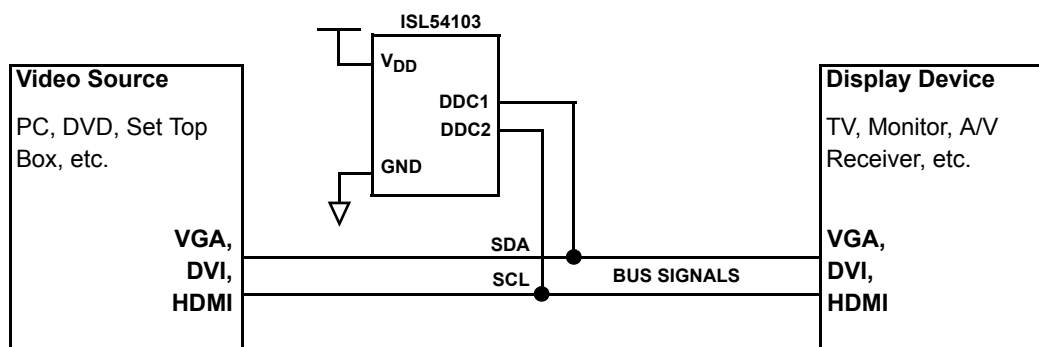 ISL54103
VDD
Video Source
Display Device
DDC1
PC, DVD, Set Top
Box, etc.
DDC2
TV, Monitor, A/V
Receiver, etc.
GND
VGA,
DVI,
HDMI
SDA
SCL
BUS SIGNALS
VGA,
DVI,
HDMI